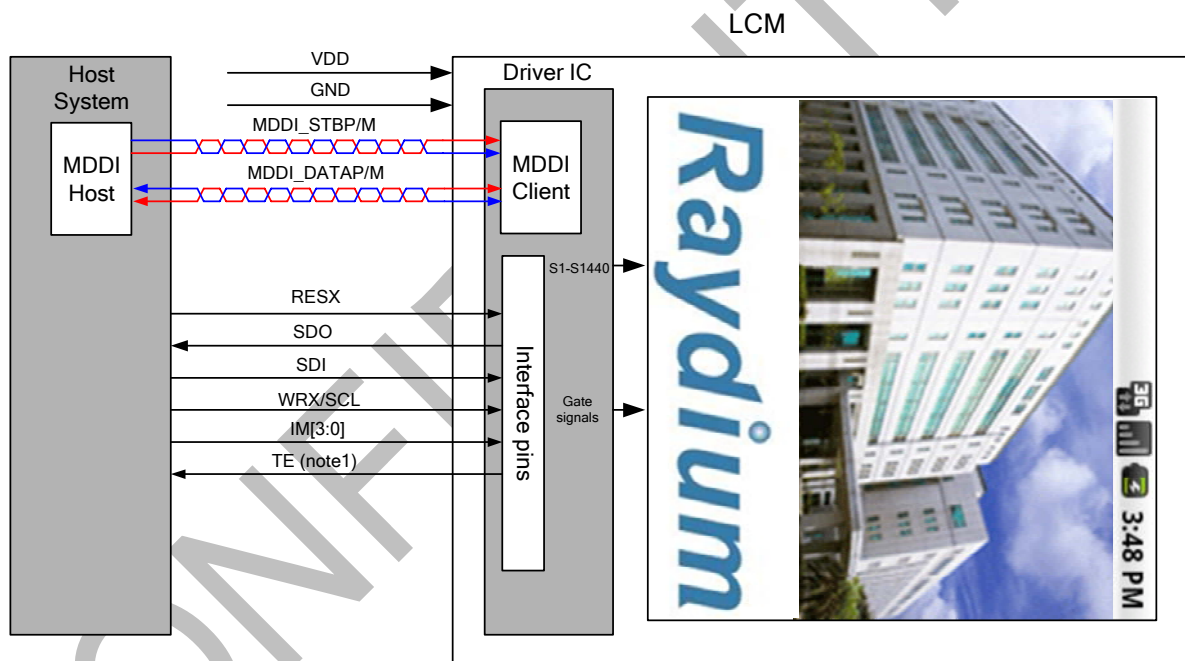 LCM
Host
System
VDD
GND
Driver IC
MDDI
Host
MDDI_STBP/M
MDDI_DATAP/M
MDDI
Client
S1-S1440
RESX
SDO
SDI
WRX/SCL
IM[3:0]
TE (note1)
Interface pins
Gate
signals
Raydium
3G
3:48 PM